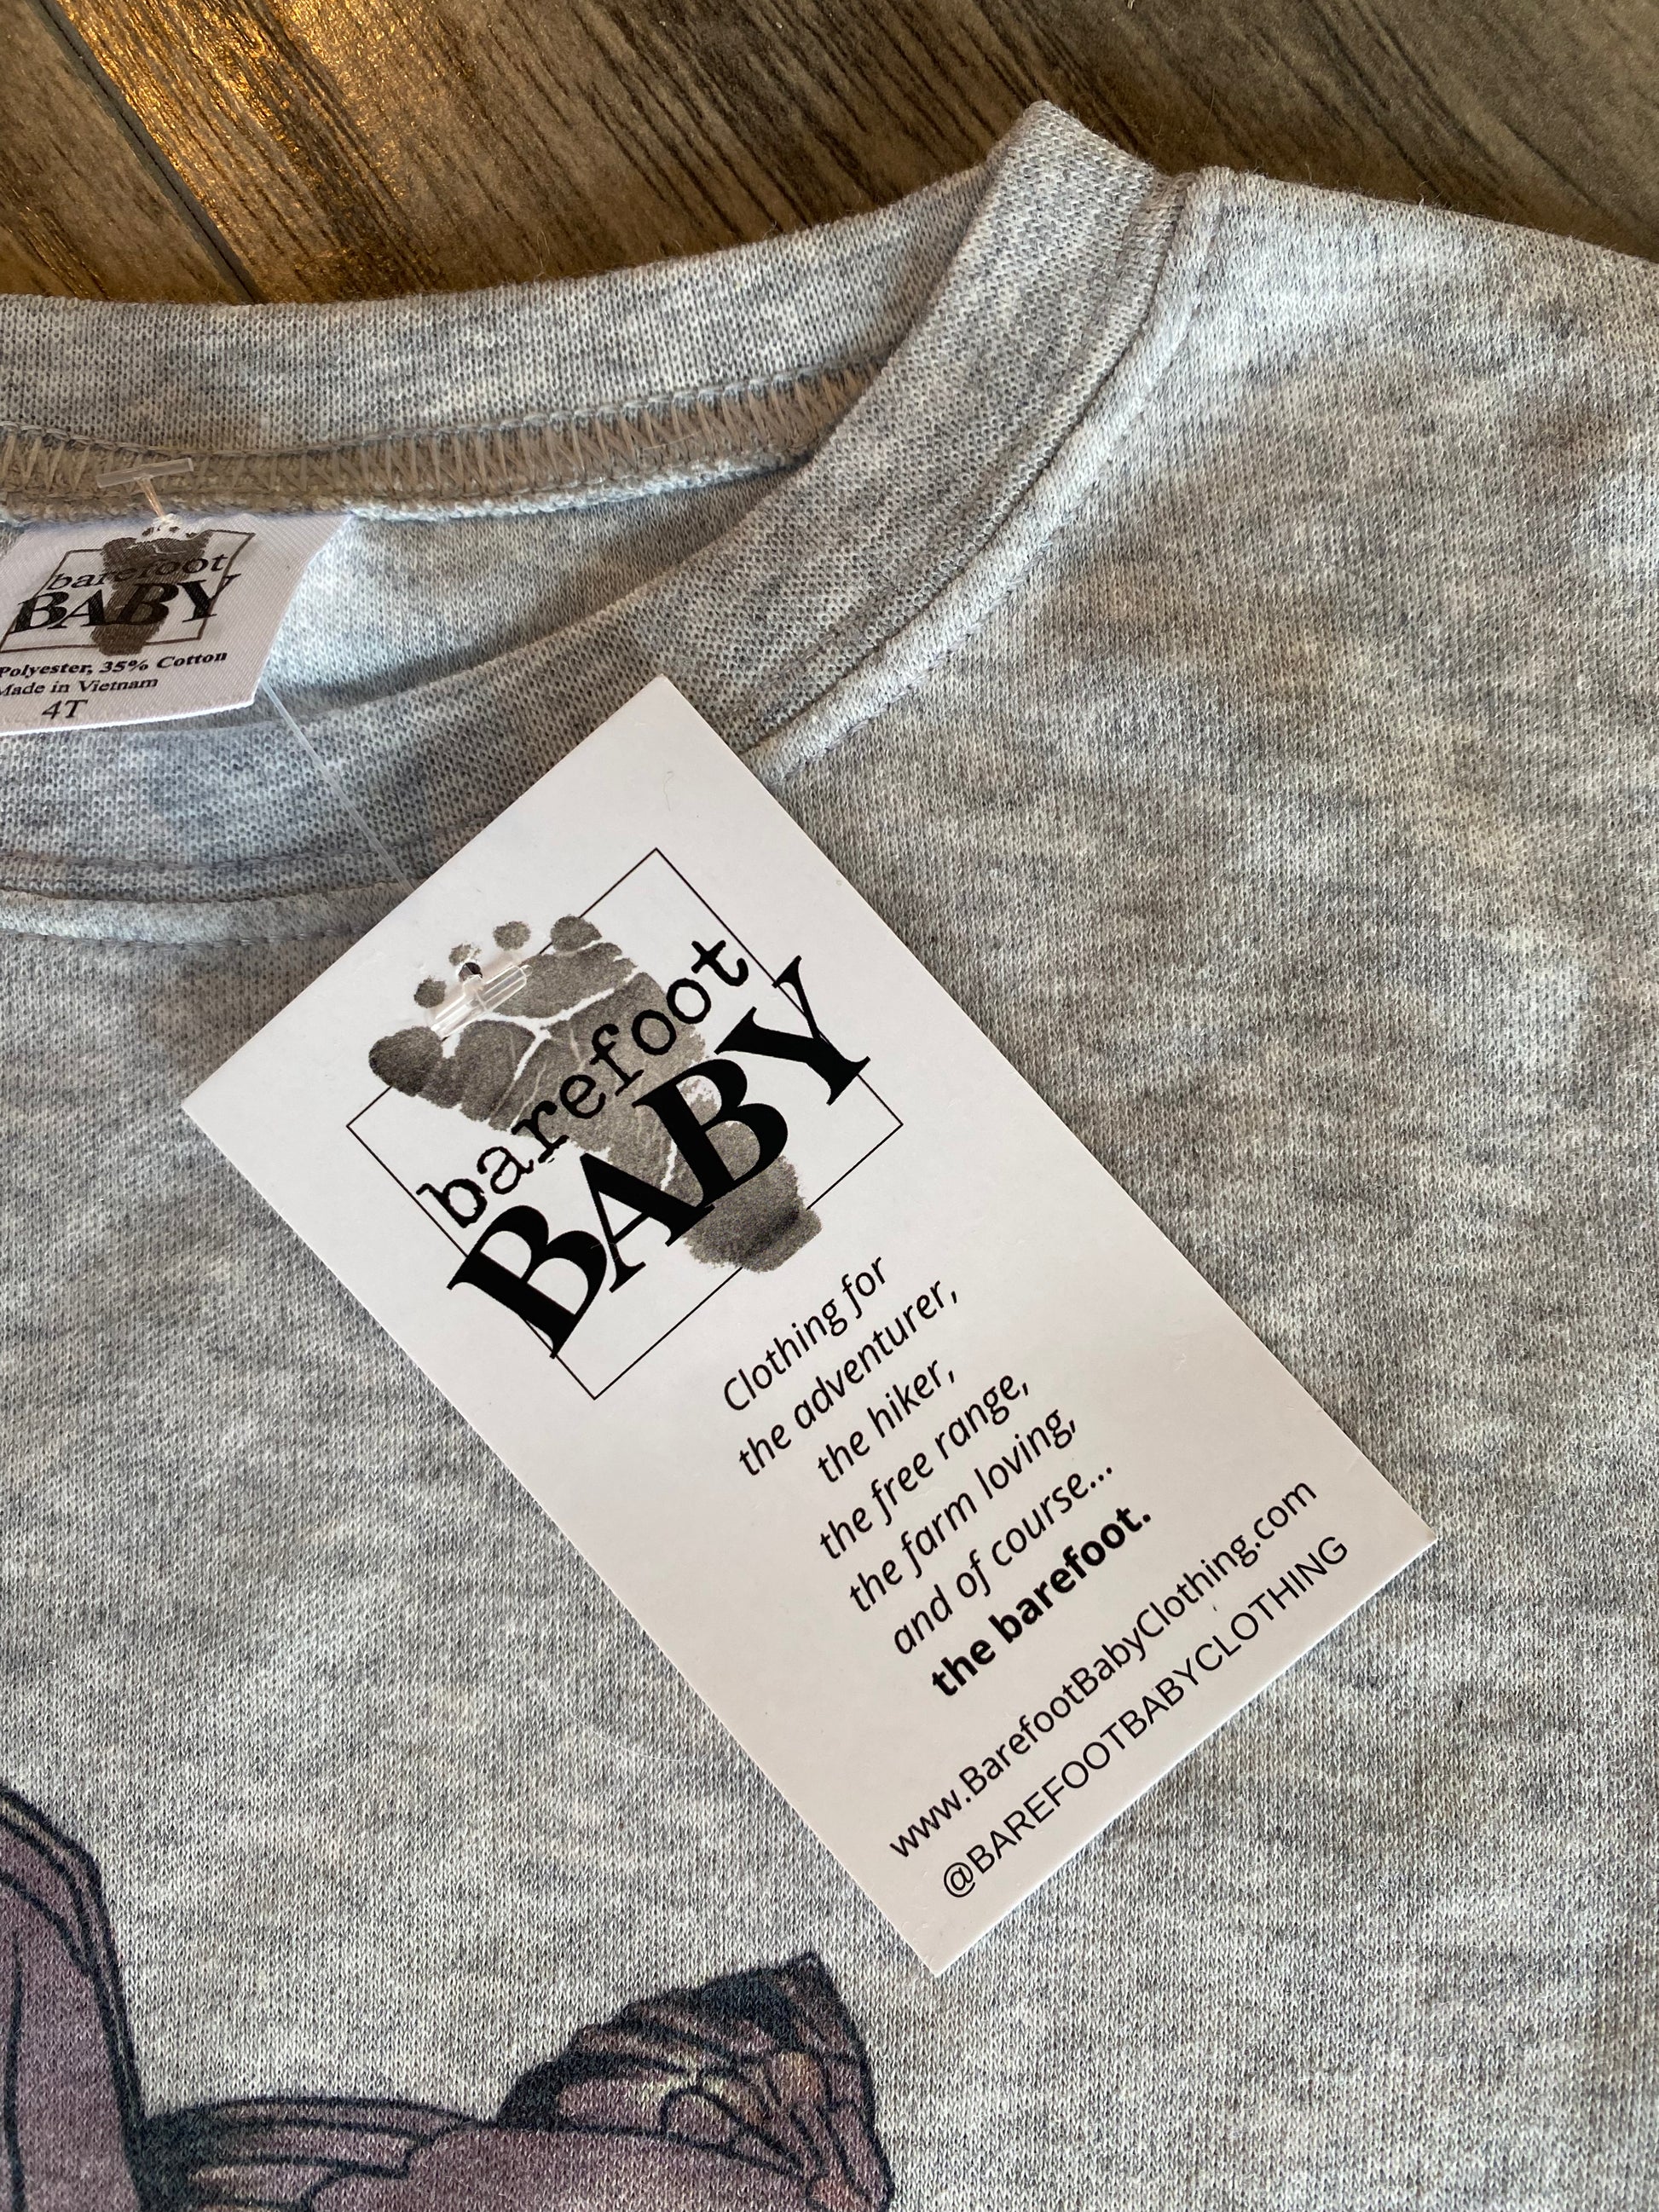 barefoot
BABY
Polyester, 35% Cotton
Made in Vietnam
4T
barefoot
BABY
Clothing for
the adventurer,
the hiker,
the free range,
the farm loving,
and of course...
the barefoot.
www.BarefootBabyClothing.com
@BAREFOOTBABYCLOTHING